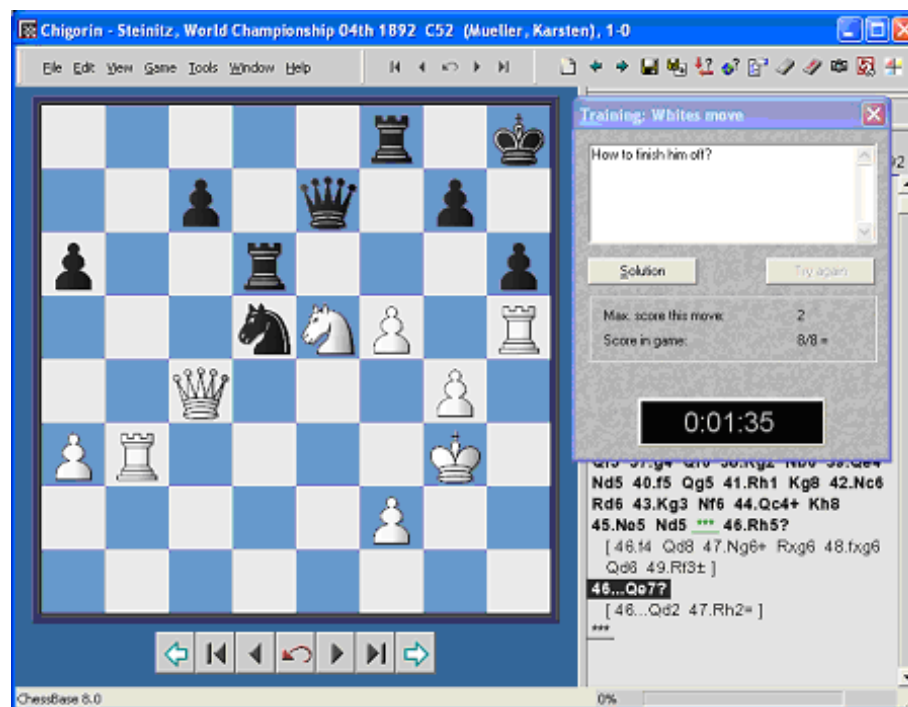 Chigorin - Steinitz, World Championship 04th 1892 C52 (Mueller, Karsten), 1-0
File Edit View Game Tools Window Help
Training: Whites move
How to finish him off?
Solution
Try again
Max. score this move: 2
Score in game: 8/8 =
0:01:35
Nd5 40.f5 Qg5 41.Rh1 Kg8 42.Nc6
Rd6 43.Kg3 Nf6 44.Qc4+ Kh8
45.Ne5 Nd5 *** 46.Rh5?
[ 46.f4 Qd8 47.Ng6+ Rxg6 48.fxg6
Qd6 49.Rf3± ]
46...Qe7?
[ 46...Qd2 47.Rh2= ]
***
ChessBase 8.0
0%